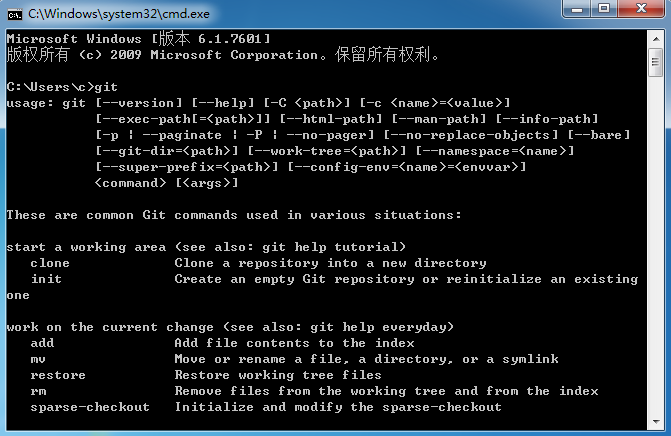 C:\Windows\system32\cmd.exe
Microsoft Windows [版本 6.1.7601]
版权所有 (c) 2009 Microsoft Corporation。保留所有权利。
C:\Users\c>git
usage: git [--version] [--help] [-C <path>] [-c <name>=<value>]
[--exec-path[=<path>]] [--html-path] [--man-path] [--info-path]
[-p | --paginate | -P | --no-pager] [--no-replace-objects] [--bare]
[--git-dir=<path>] [--work-tree=<path>] [--namespace=<name>]
[--super-prefix=<path>] [--config-env=<name>=<envvar>]
<command> [<args>]
These are common Git commands used in various situations:
start a working area (see also: git help tutorial)
clone Clone a repository into a new directory
init Create an empty Git repository or reinitialize an existing
one
work on the current change (see also: git help everyday)
add Add file contents to the index
mv Move or rename a file, a directory, or a symlink
restore Restore working tree files
rm Remove files from the working tree and from the index
sparse-checkout Initialize and modify the sparse-checkout